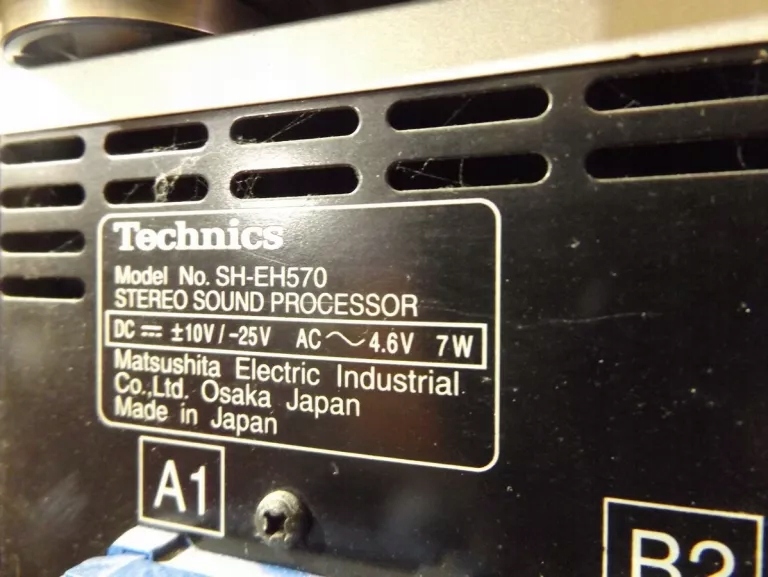 Technics
Model No. SH-EH570
STEREO SOUND PROCESSOR
DC ⎓ ±10V/-25V AC ~ 4.6V 7W
Matsushita Electric Industrial
Co.,Ltd. Osaka Japan
Made in Japan
A1
B2